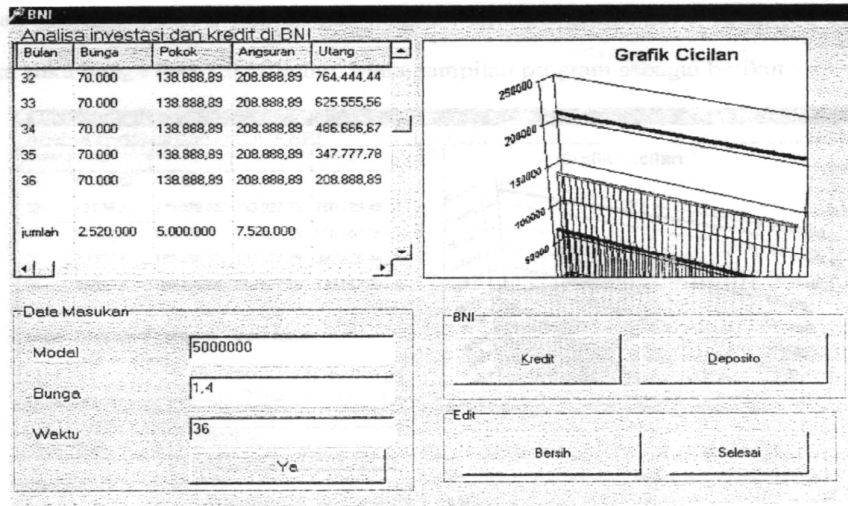 BNI
Analisa investasi dan kredit di BNI
Bulan Bunga Pokok Angsuran Utang
32 70.000 138.888,89 208.888,89 764.444,44
33 70.000 138.888,89 208.888,89 625.555,56
34 70.000 138.888,89 208.888,89 486.666,67
35 70.000 138.888,89 208.888,89 347.777,78
36 70.000 138.888,89 208.888,89 208.888,89
jumlah 2.520.000 5.000.000 7.520.000
Grafik Cicilan
250000
200000
150000
100000
50000
Data Masukan
Modal 5000000
Bunga 1,4
Waktu 36
Ya
BNI
Kredit Deposito
Edit
Bersih Selesai